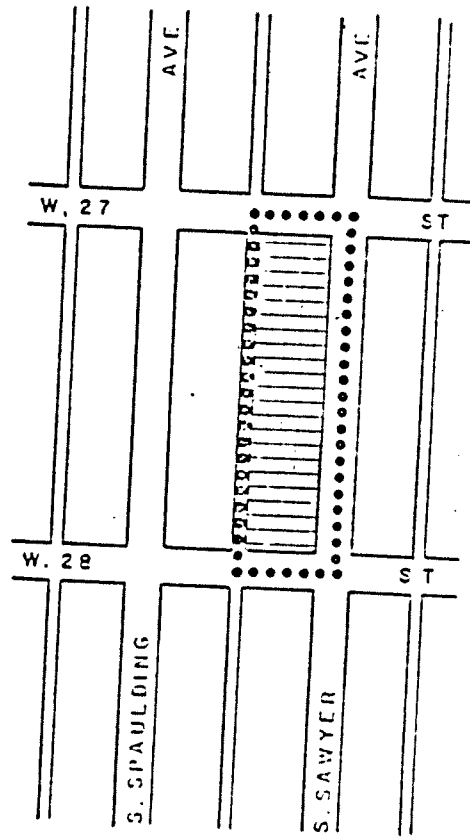 AVE
AVE
W. 27
ST
W. 28
ST
S. SPAULDING
S. SAWYER